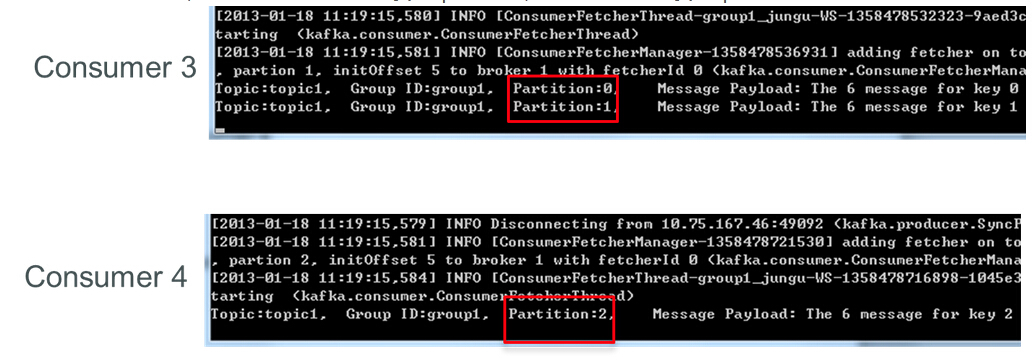 [2013-01-18 11:19:15,580] INFO [ConsumerFetcherThread-group1_jungu-WS-1358478532323-9aed3c
tarting  (kafka.consumer.ConsumerFetcherThread)
[2013-01-18 11:19:15,581] INFO [ConsumerFetcherManager-1358478536931] adding fetcher on to
, partion 1, initOffset 5 to broker 1 with fetcherId 0 (kafka.consumer.ConsumerFetcherMana
Consumer 3
Topic:topic1,  Group ID:group1,  Partition:0,    Message Payload: The 6 message for key 0
Topic:topic1,  Group ID:group1,  Partition:1,    Message Payload: The 6 message for key 1
[2013-01-18 11:19:15,579] INFO Disconnecting from 10.75.167.46:49092 (kafka.producer.SyncP
[2013-01-18 11:19:15,581] INFO [ConsumerFetcherManager-1358478721530] adding fetcher on to
, partion 2, initOffset 5 to broker 1 with fetcherId 0 (kafka.consumer.ConsumerFetcherMana
Consumer 4
[2013-01-18 11:19:15,584] INFO [ConsumerFetcherThread-group1_jungu-WS-1358478716898-1045e3
tarting  (kafka.consumer.ConsumerFetcherThread)
Topic:topic1,  Group ID:group1,  Partition:2,    Message Payload: The 6 message for key 2